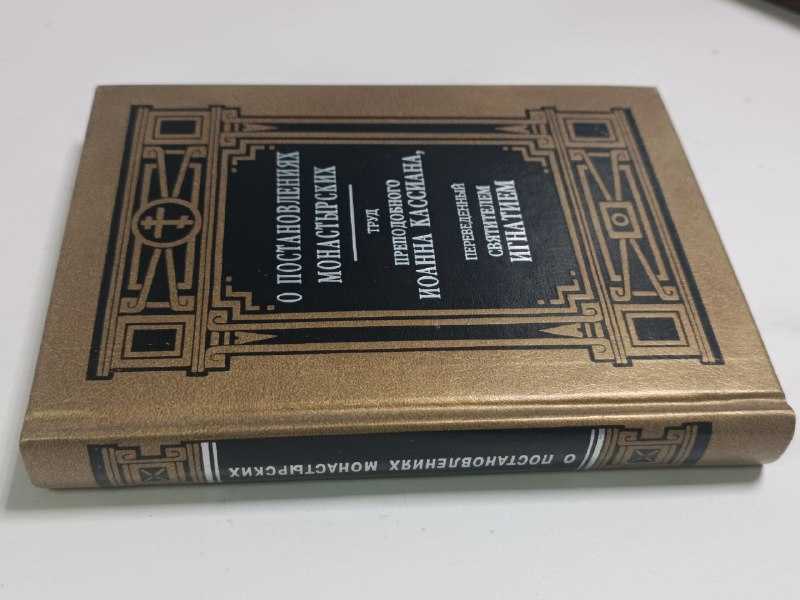 О ПОСТАНОВЛЕНИЯХ
МОНАСТЫРСКИХ
ТРУД
ПРЕПОДОБНОГО
ИОАННА КАССИАНА,
ПЕРЕВЕДЕННЫЙ
СВЯТИТЕЛЕМ
ИГНАТИЕМ
О ПОСТАНОВЛЕНИЯХ МОНАСТЫРСКИХ